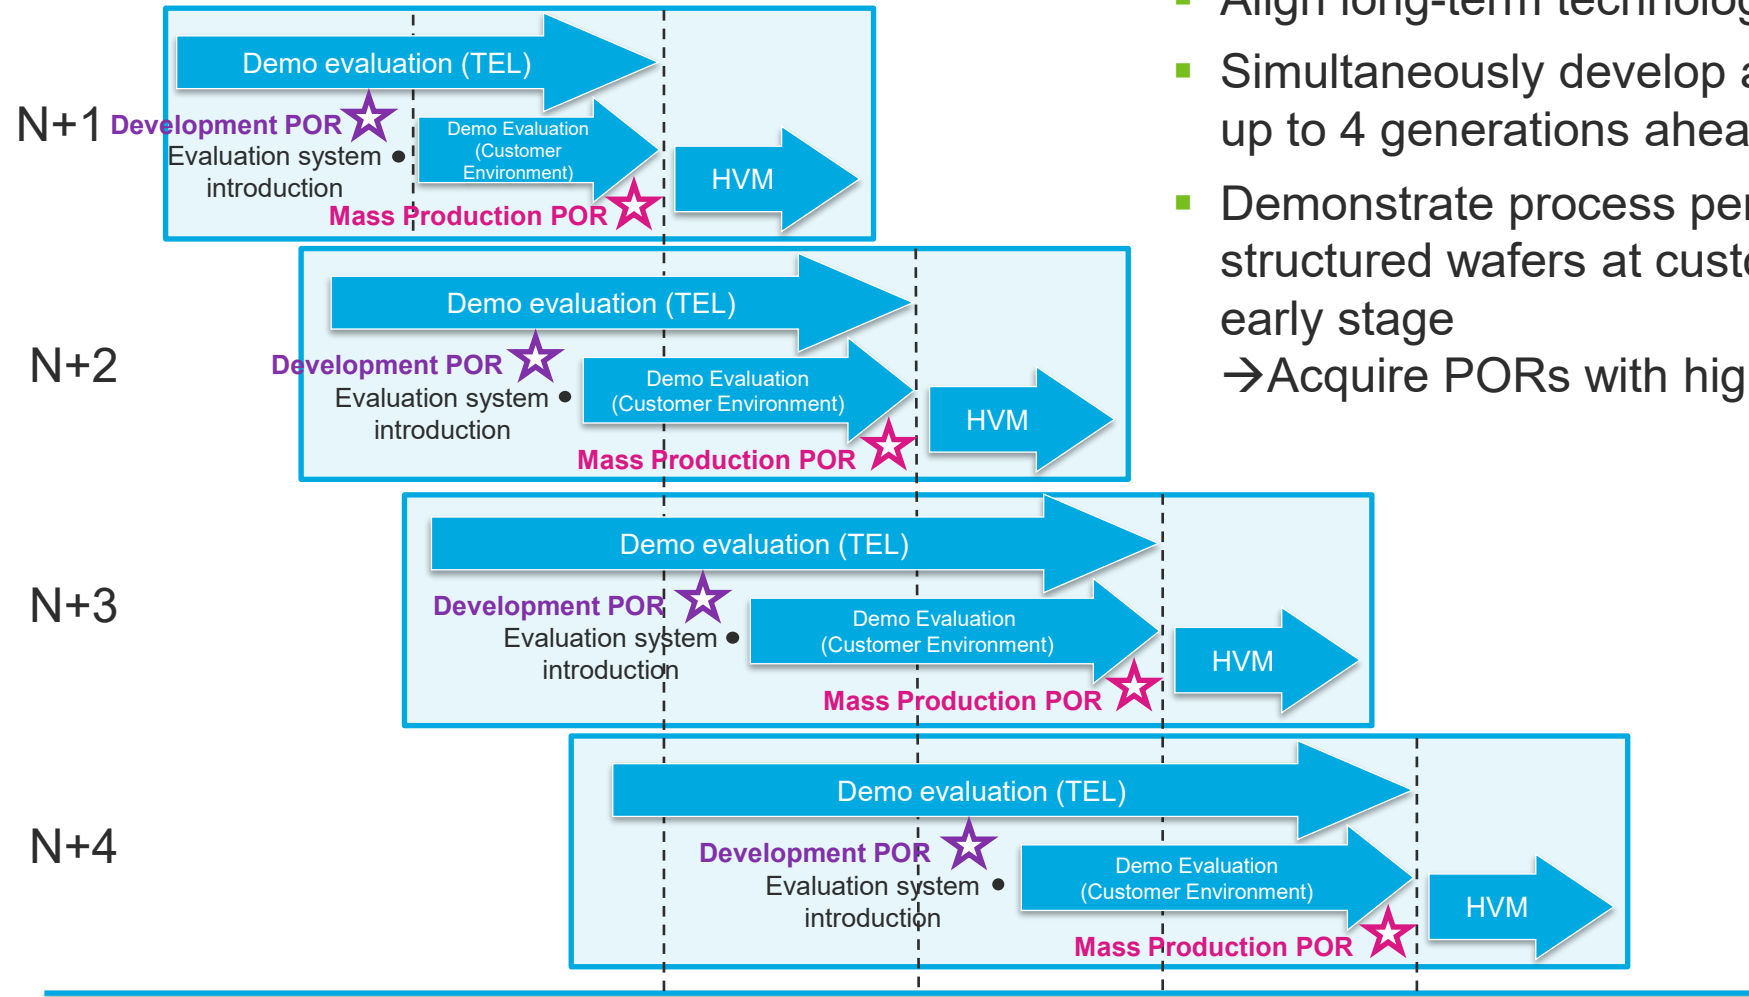 N+1
Demo evaluation (TEL)
Development POR
Evaluation system
introduction
Demo Evaluation
(Customer
Environment)
Mass Production POR
HVM
N+2
Demo evaluation (TEL)
Development POR
Evaluation system
introduction
Demo Evaluation
(Customer Environment)
Mass Production POR
HVM
N+3
Demo evaluation (TEL)
Development POR
Evaluation system
introduction
Demo Evaluation
(Customer Environment)
Mass Production POR
HVM
N+4
Demo evaluation (TEL)
Development POR
Evaluation system
introduction
Demo Evaluation
(Customer Environment)
Mass Production POR
HVM
Align long-term
Simultaneously develop
up to 4 generations
Demonstrate process
structured wafers at
early stage
→Acquire PORs with